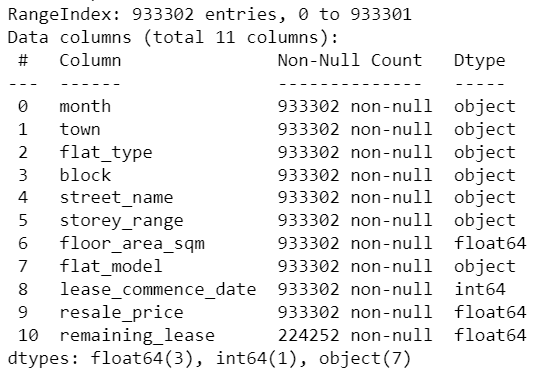 RangeIndex: 933302 entries, 0 to 933301
Data columns (total 11 columns):
 #   Column               Non-Null Count   Dtype
---  ------               --------------   -----
 0   month                933302 non-null  object
 1   town                 933302 non-null  object
 2   flat_type            933302 non-null  object
 3   block                933302 non-null  object
 4   street_name          933302 non-null  object
 5   storey_range         933302 non-null  object
 6   floor_area_sqm       933302 non-null  float64
 7   flat_model           933302 non-null  object
 8   lease_commence_date  933302 non-null  int64
 9   resale_price         933302 non-null  float64
 10  remaining_lease      224252 non-null  float64
dtypes: float64(3), int64(1), object(7)